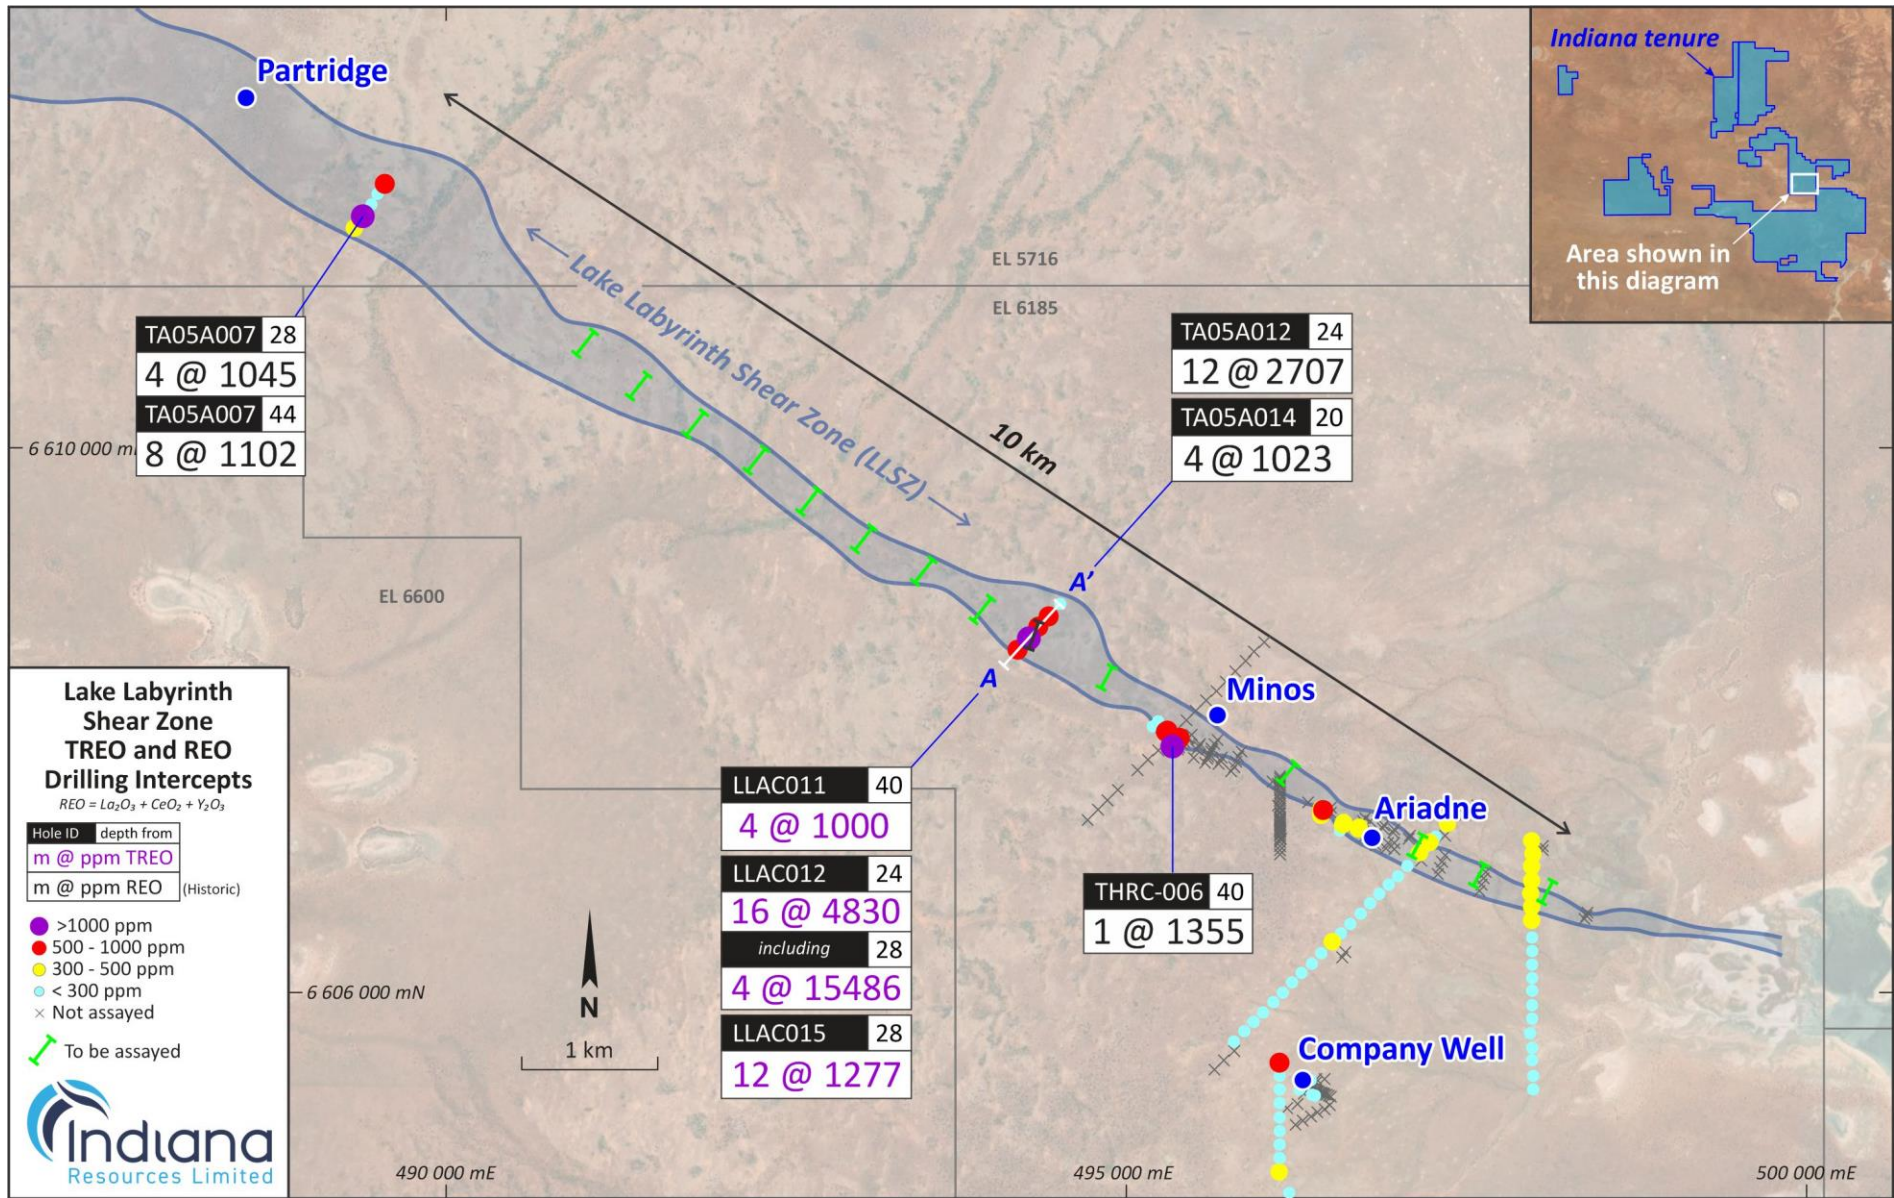 Partridge
Indiana tenure
Area shown in
this diagram
EL 5716
EL 6185
Lake Labyrinth Shear Zone (LLSZ)
10 km
TA05A007 28
4 @ 1045
TA05A007 44
8 @ 1102
TA05A012 24
12 @ 2707
TA05A014 20
4 @ 1023
6 610 000 m
EL 6600
A'
A
Minos
Ariadne
LLAC011 40
4 @ 1000
LLAC012 24
16 @ 4830
including 28
4 @ 15486
LLAC015 28
12 @ 1277
THRC-006 40
1 @ 1355
Company Well
Lake Labyrinth
Shear Zone
TREO and REO
Drilling Intercepts
REO = La₂O₃ + CeO₂ + Y₂O₃
Hole ID depth from
m @ ppm TREO
m @ ppm REO (Historic)
>1000 ppm
500 - 1000 ppm
300 - 500 ppm
< 300 ppm
Not assayed
To be assayed
Indiana
Resources Limited
N
1 km
6 606 000 mN
490 000 mE
495 000 mE
500 000 mE